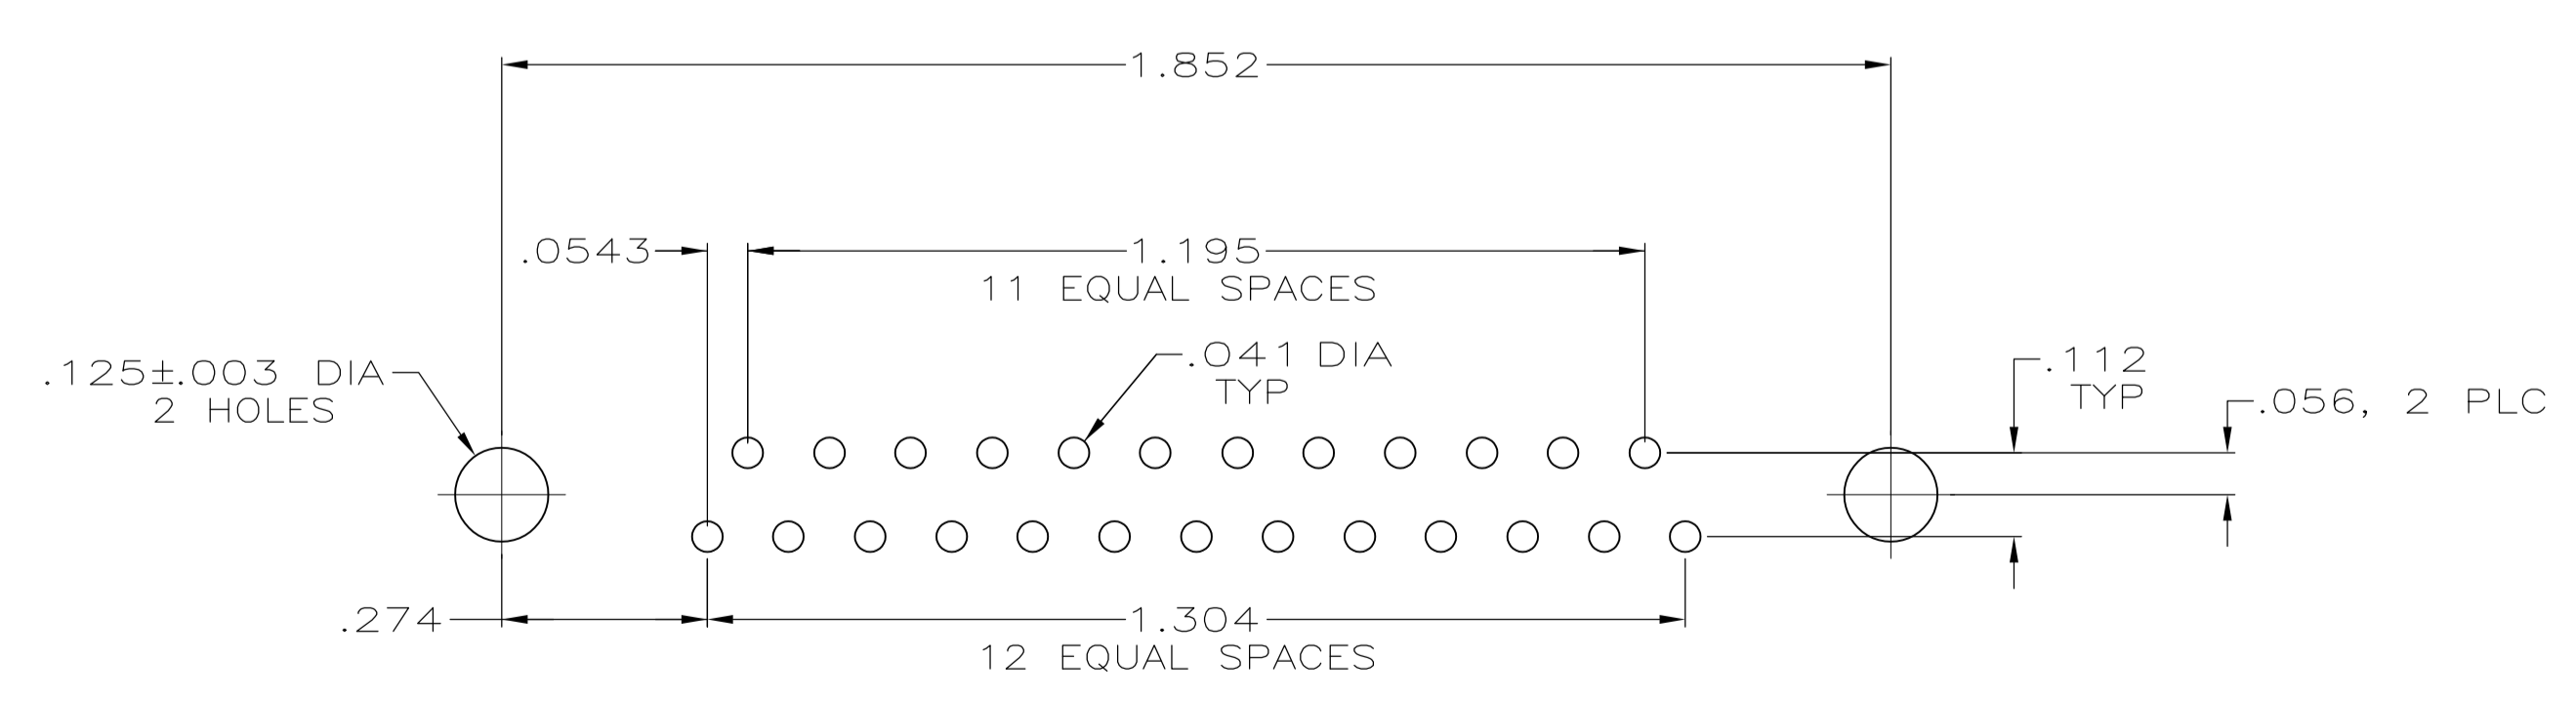 1.852
.0543
1.195
11 EQUAL SPACES
.125±.003 DIA
2 HOLES
.041 DIA
TYP
.112
TYP
.056, 2 PLC
.274
1.304
12 EQUAL SPACES